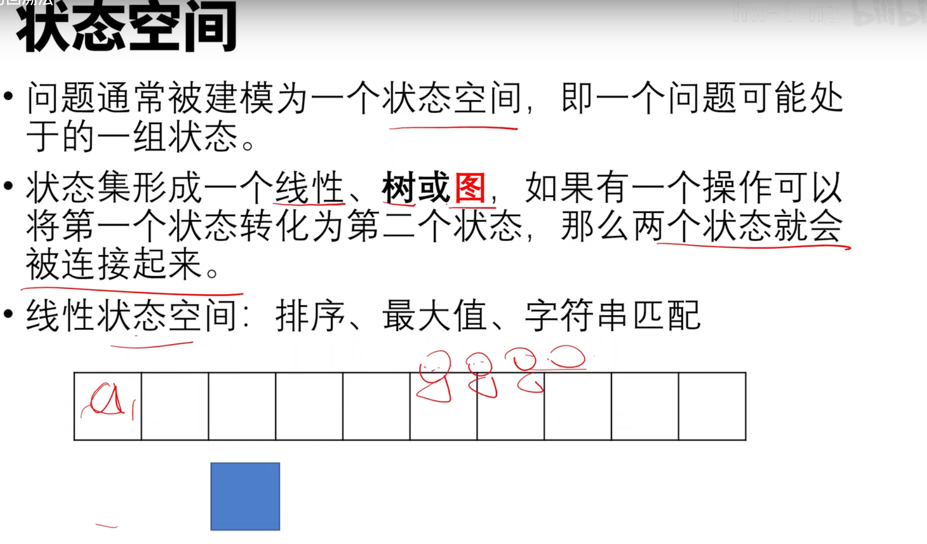 状态空间
• 问题通常被建模为一个状态空间，即一个问题可能处
于的一组状态。
• 状态集形成一个线性、树或图，如果有一个操作可以
将第一个状态转化为第二个状态，那么两个状态就会
被连接起来。
• 线性状态空间：排序、最大值、字符串匹配
a₁